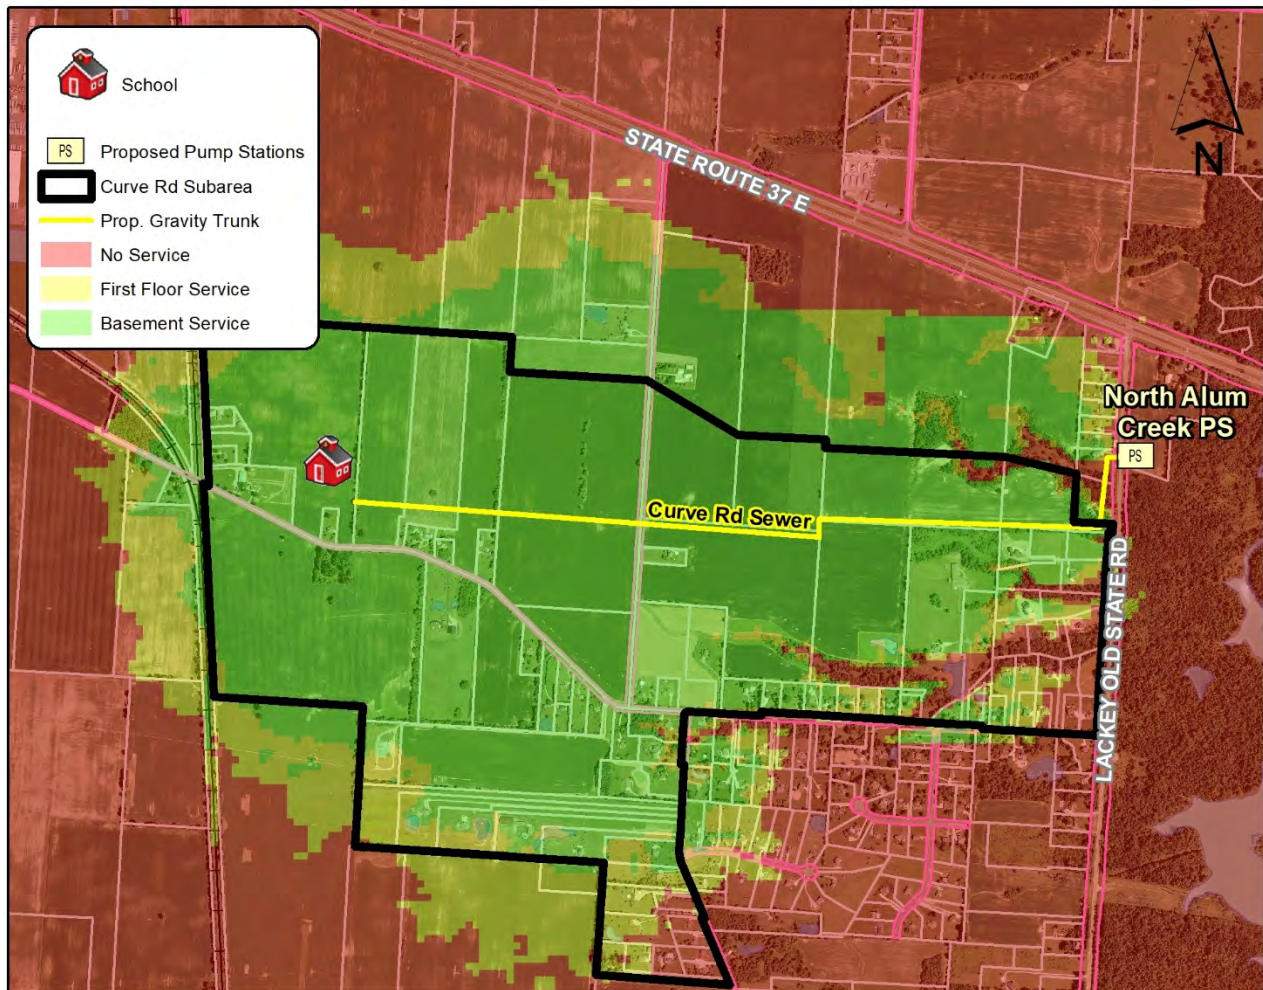 School
PS Proposed Pump Stations
Curve Rd Subarea
Prop. Gravity Trunk
No Service
First Floor Service
Basement Service
STATE ROUTE 37 E
N
North Alum
Creek PS
PS
Curve Rd Sewer
LACKEY OLD STATE RD